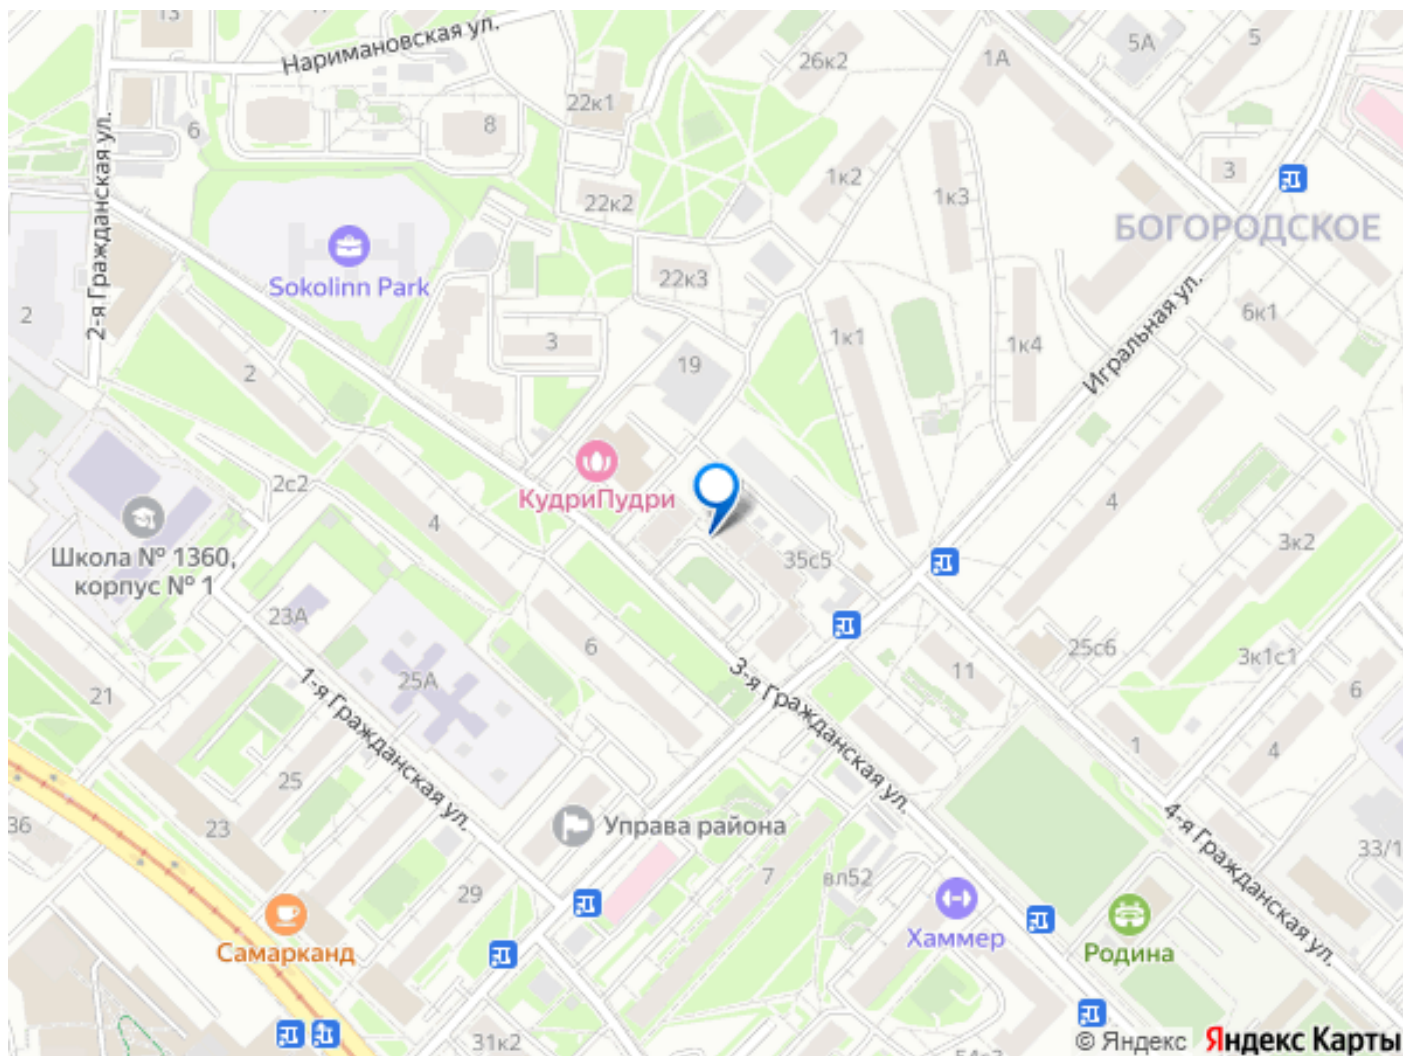 13
Наримановская ул.
26к2
1А
5А
5
22к1
6
8
2-я Гражданская ул.
1к2
1к3
3
22к2
БОГОРОДСКОЕ
Sokolinn Park
22к3
2
3
1к1
6к1
1к4
Игральная ул.
19
2
2с2
КудриПудри
4
4
Школа № 1360,
корпус № 1
35с5
3к2
23А
6
11
25с6
3к1с1
21
25А
1-я Гражданская ул.
3-я Гражданская ул.
6
1
4
25
36
23
Управа района
4-я Гражданская ул.
33/1
7
вл52
29
Самарканд
Хаммер
Родина
31к2
© Яндекс
Яндекс Карты